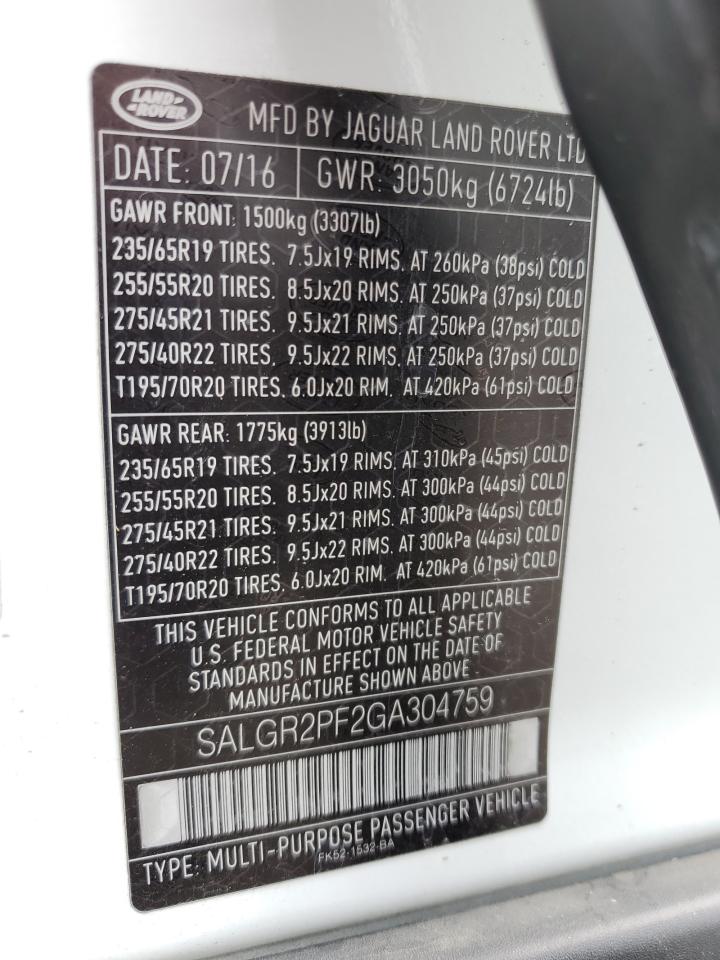 LAND ROVER
MFD BY JAGUAR LAND ROVER LTD
DATE: 07/16 GWR: 3050kg (6724lb)
GAWR FRONT: 1500kg (3307lb)
235/65R19 TIRES. 7.5Jx19 RIMS. AT 260kPa (38psi) COLD
255/55R20 TIRES. 8.5Jx20 RIMS. AT 250kPa (37psi) COLD
275/45R21 TIRES. 9.5Jx21 RIMS. AT 250kPa (37psi) COLD
275/40R22 TIRES. 9.5Jx22 RIMS. AT 250kPa (37psi) COLD
T195/70R20 TIRES. 6.0Jx20 RIM. AT 420kPa (61psi) COLD
GAWR REAR: 1775kg (3913lb)
235/65R19 TIRES. 7.5Jx19 RIMS. AT 310kPa (45psi) COLD
255/55R20 TIRES. 8.5Jx20 RIMS. AT 300kPa (44psi) COLD
275/45R21 TIRES. 9.5Jx21 RIMS. AT 300kPa (44psi) COLD
275/40R22 TIRES. 9.5Jx22 RIMS. AT 300kPa (44psi) COLD
T195/70R20 TIRES. 6.0Jx20 RIM. AT 420kPa (61psi) COLD
THIS VEHICLE CONFORMS TO ALL APPLICABLE
U.S. FEDERAL MOTOR VEHICLE SAFETY
STANDARDS IN EFFECT ON THE DATE OF
MANUFACTURE SHOWN ABOVE
SALGR2PF2GA304759
TYPE: MULTI-PURPOSE PASSENGER VEHICLE
FK52-1532-BA